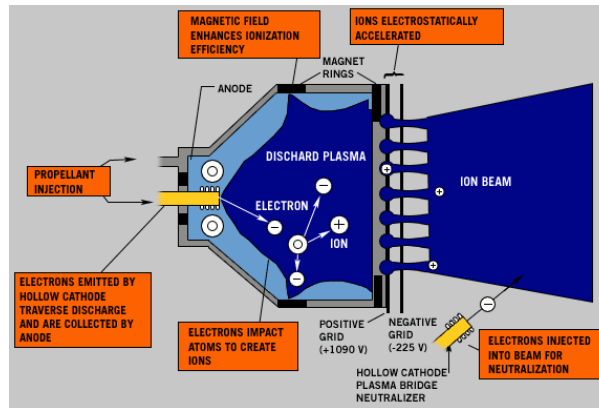 MAGNETIC FIELD
ENHANCES IONIZATION
EFFICIENCY
IONS ELECTROSTATICALLY
ACCELERATED
MAGNET
RINGS
ANODE
PROPELLANT
INJECTION
DISCHARD PLASMA
ELECTRON
ION
ION BEAM
ELECTRONS EMITTED BY
HOLLOW CATHODE
TRAVERSE DISCHARGE
AND ARE COLLECTED BY
ANODE
ELECTRONS IMPACT
ATOMS TO CREATE
IONS
POSITIVE
GRID
(+1090 V)
NEGATIVE
GRID
(-225 V)
HOLLOW CATHODE
PLASMA BRIDGE
NEUTRALIZER
ELECTRONS INJECTED
INTO BEAM FOR
NEUTRALIZATION